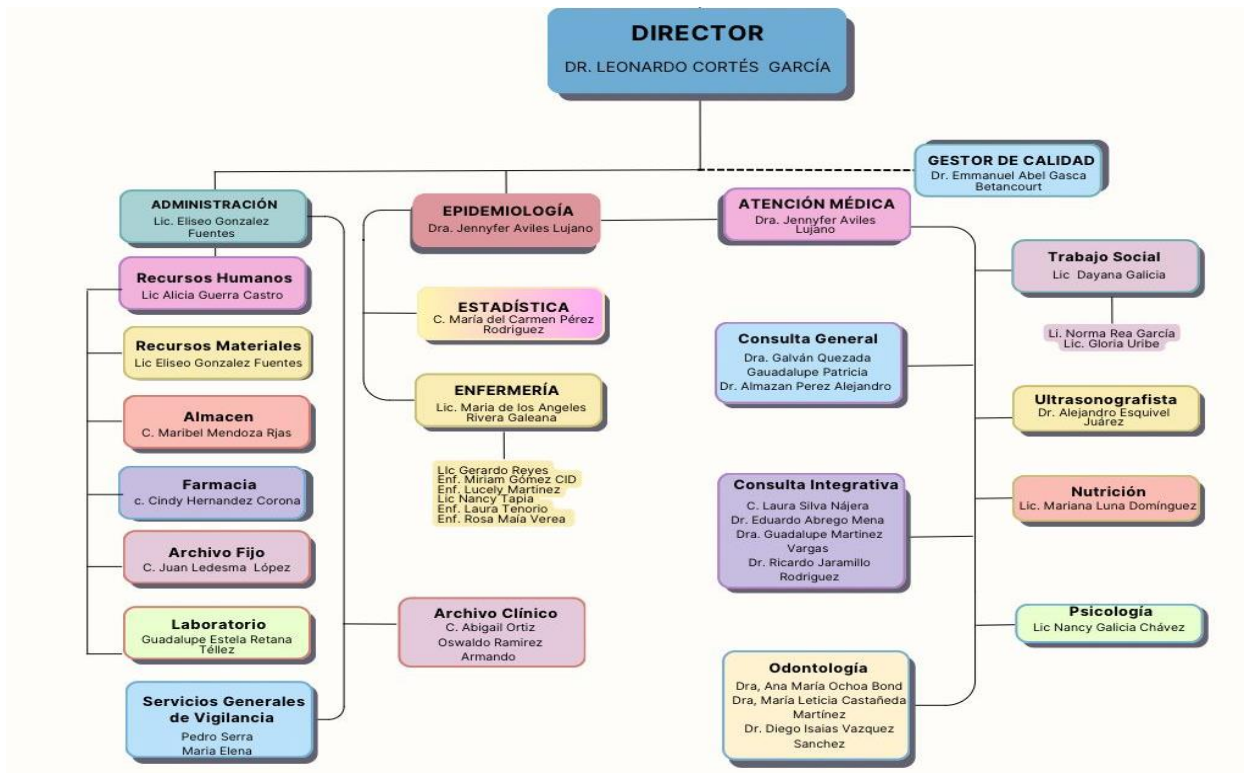 DIRECTOR
DR. LEONARDO CORTÉS GARCÍA
GESTOR DE CALIDAD
Dr. Emmanuel Abel Gasca
Betancourt
ADMINISTRACIÓN
Lic. Eliseo Gonzalez
Fuentes
EPIDEMIOLOGÍA
Dra. Jennyfer Aviles Lujano
ATENCIÓN MÉDICA
Dra. Jennyfer Aviles
Lujano
Recursos Humanos
Lic Alicia Guerra Castro
Recursos Materiales
Lic Eliseo Gonzalez Fuentes
Almacen
C. Maribel Mendoza Rjas
Farmacia
c. Cindy Hernandez Corona
Archivo Fijo
C. Juan Ledesma López
Laboratorio
Guadalupe Estela Retana
Téllez
Servicios Generales
de Vigilancia
Pedro Serra
Maria Elena
ESTADÍSTICA
C. María del Carmen Pérez
Rodriguez
ENFERMERÍA
Lic. Maria de los Angeles
Rivera Galeana
LIc Gerardo Reyes
Enf. Miriam Gómez CID
Enf. Lucely Martinez
Lic Nancy Tapia
Enf. Laura Tenorio
Enf. Rosa Maía Verea
Archivo Clínico
C. Abigail Ortiz
Oswaldo Ramirez
Armando
Consulta General
Dra. Galván Quezada
Gauadalupe Patricia
Dr. Almazan Perez Alejandro
Consulta Integrativa
C. Laura Silva Nájera
Dr. Eduardo Abrego Mena
Dra. Guadalupe Martinez
Vargas
Dr. Ricardo Jaramillo
Rodriguez
Odontología
Dra, Ana María Ochoa Bond
Dra, María Leticia Castañeda
Martínez
Dr. Diego Isaias Vazquez
Sanchez
Trabajo Social
Lic Dayana Galicia
Li. Norma Rea García
Lic. Gloria Uribe
Ultrasonografista
Dr. Alejandro Esquivel
Juárez
Nutrición
Lic. Mariana Luna Domínguez
Psicología
Lic Nancy Galicia Chávez